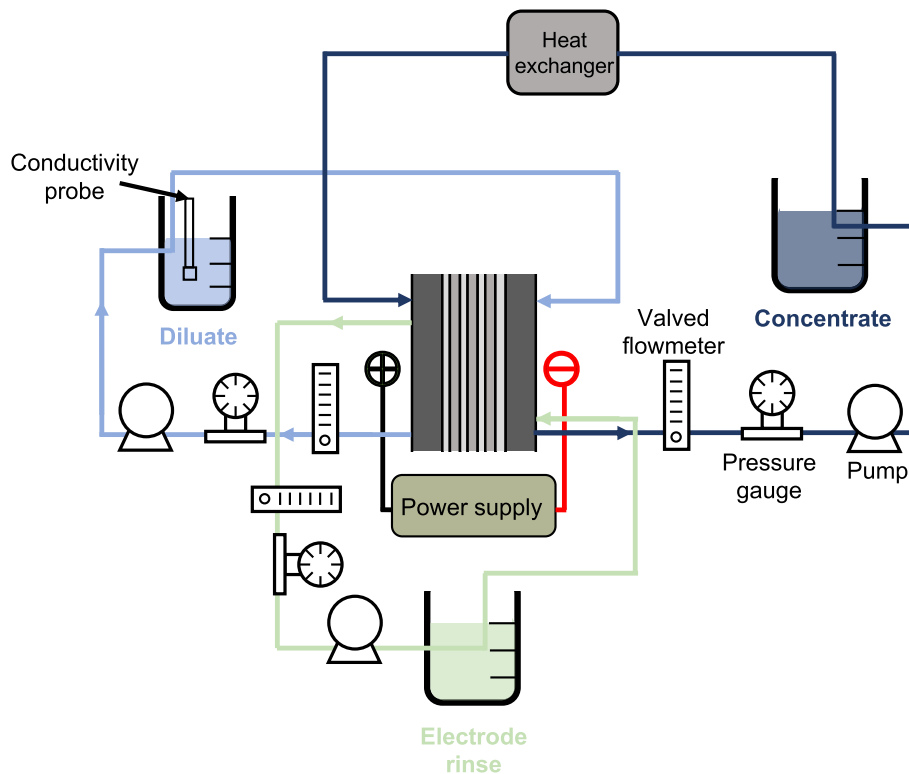 Heat
exchanger
Conductivity
probe
Diluate
Concentrate
Valved
flowmeter
Pressure
gauge
Pump
Power supply
Electrode
rinse